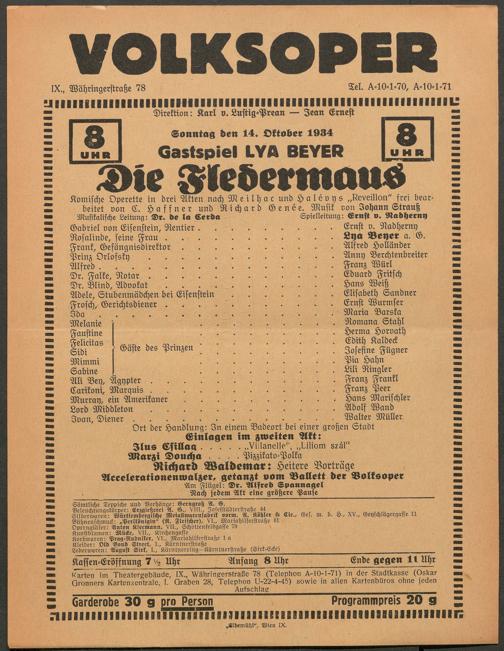 VOLKSOPER
IX., Währingerstraße 78 Tel. A-10-1-70, A-10-1-71
Direktion: Karl v. Lustig-Prean — Jean Ernest
8 UHR Sonntag den 14. Oktober 1934 8 UHR
Gastspiel LYA BEYER
Die Fledermaus
Komische Operette in drei Akten nach Meilhac und Halévys „Reveillon" frei bear-
beitet von C. Haffner und Richard Genée. Musik von Johann Strauß
Musikalische Leitung: Dr. de la Cerda Spielleitung: Ernst v. Nadherny
Gabriel von Eisenstein, Rentier Ernst v. Nadherny
Rosalinde, seine Frau Lya Beyer a. G.
Frank, Gefängnisdirektor Alfred Holländer
Prinz Orlofsky Anny Berchtenbreiter
Alfred Franz Würl
Dr. Falke, Notar Eduard Fritsch
Dr. Blind, Advokat Hans Weiß
Adele, Stubenmädchen bei Eisenstein Elisabeth Sandner
Frosch, Gerichtsdiener Ernst Wurmser
Ida Maria Barska
Melanie Romana Stahl
Faustine Herma Horvath
Felicitas Edith Kaldeck
Sidi Gäste des Prinzen Josefine Fügner
Mimmi Pia Hahn
Sabine Lili Ringler
Ali Bey, Ägypter Franz Frankl
Carikoni, Marquis Franz Peer
Murray, ein Amerikaner Hans Marischler
Lord Middleton Adolf Wand
Ivan, Diener Walter Müller
Ort der Handlung: In einem Badeort bei einer großen Stadt
Einlagen im zweiten Akt:
Ilus Csillag „Villanelle", „Liliom szál"
Marzi Doucha Pizzikato-Polka
Richard Waldemar: Heitere Vorträge
Accelerationenwalzer, getanzt vom Ballett der Volksoper
Am Flügel: Dr. Alfred Spannagel
Nach jedem Akt eine größere Pause
Sämtliche Teppiche und Vorhänge: Gerngroß A. G.
Kassen-Eröffnung 7½ Uhr Anfang 8 Uhr Ende gegen 11 Uhr
Karten im Theatergebäude, IX., Währingerstraße 78 (Telephon A-10-1-71) in der Stadtkasse (Oskar
Gronners Kartenzentrale, I. Graben 28, Telephon U-22-4-45) sowie in allen Kartenbüros ohne jeden
Aufschlag
Garderobe 30 g pro Person Programmpreis 20 g
„Elbemühl", Wien IX.